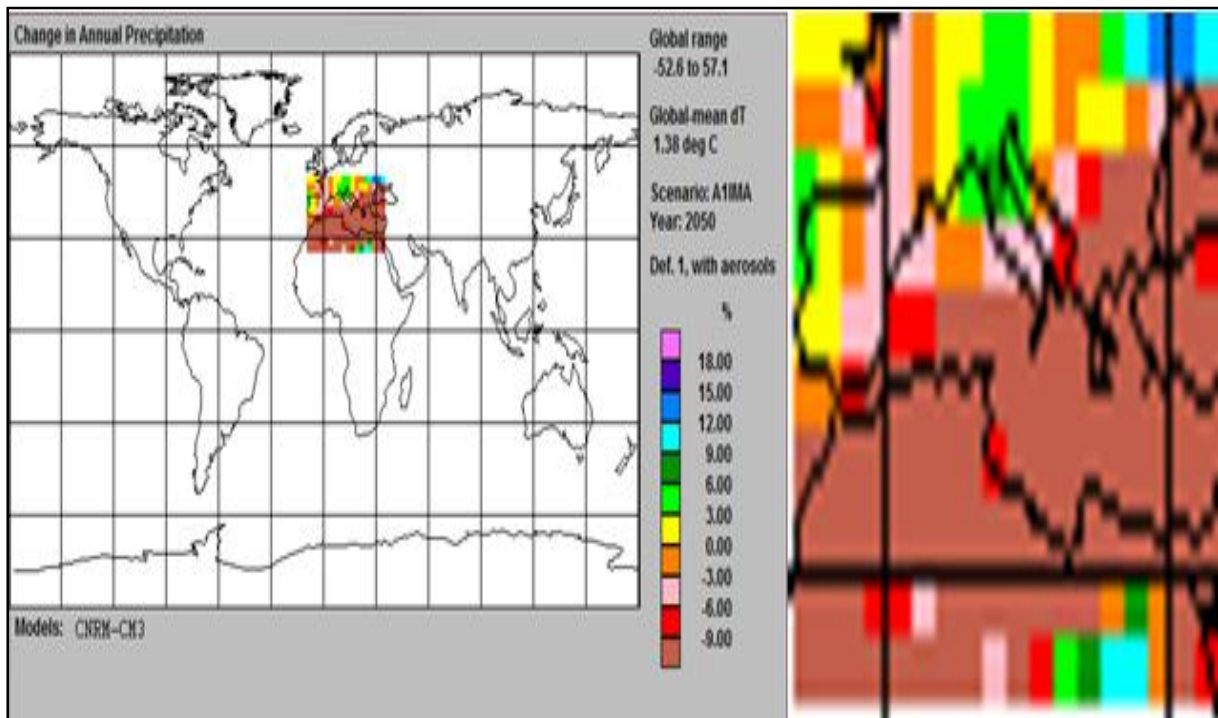 Change in Annual Precipitation
Global range
-52.6 to 57.1
Global-mean dT
1.38 deg C
Scenario: A1IMA
Year: 2050
Def. 1, with aerosols
%
18.00
15.00
12.00
9.00
6.00
3.00
0.00
-3.00
-6.00
-9.00
Models: CNRM-CM3